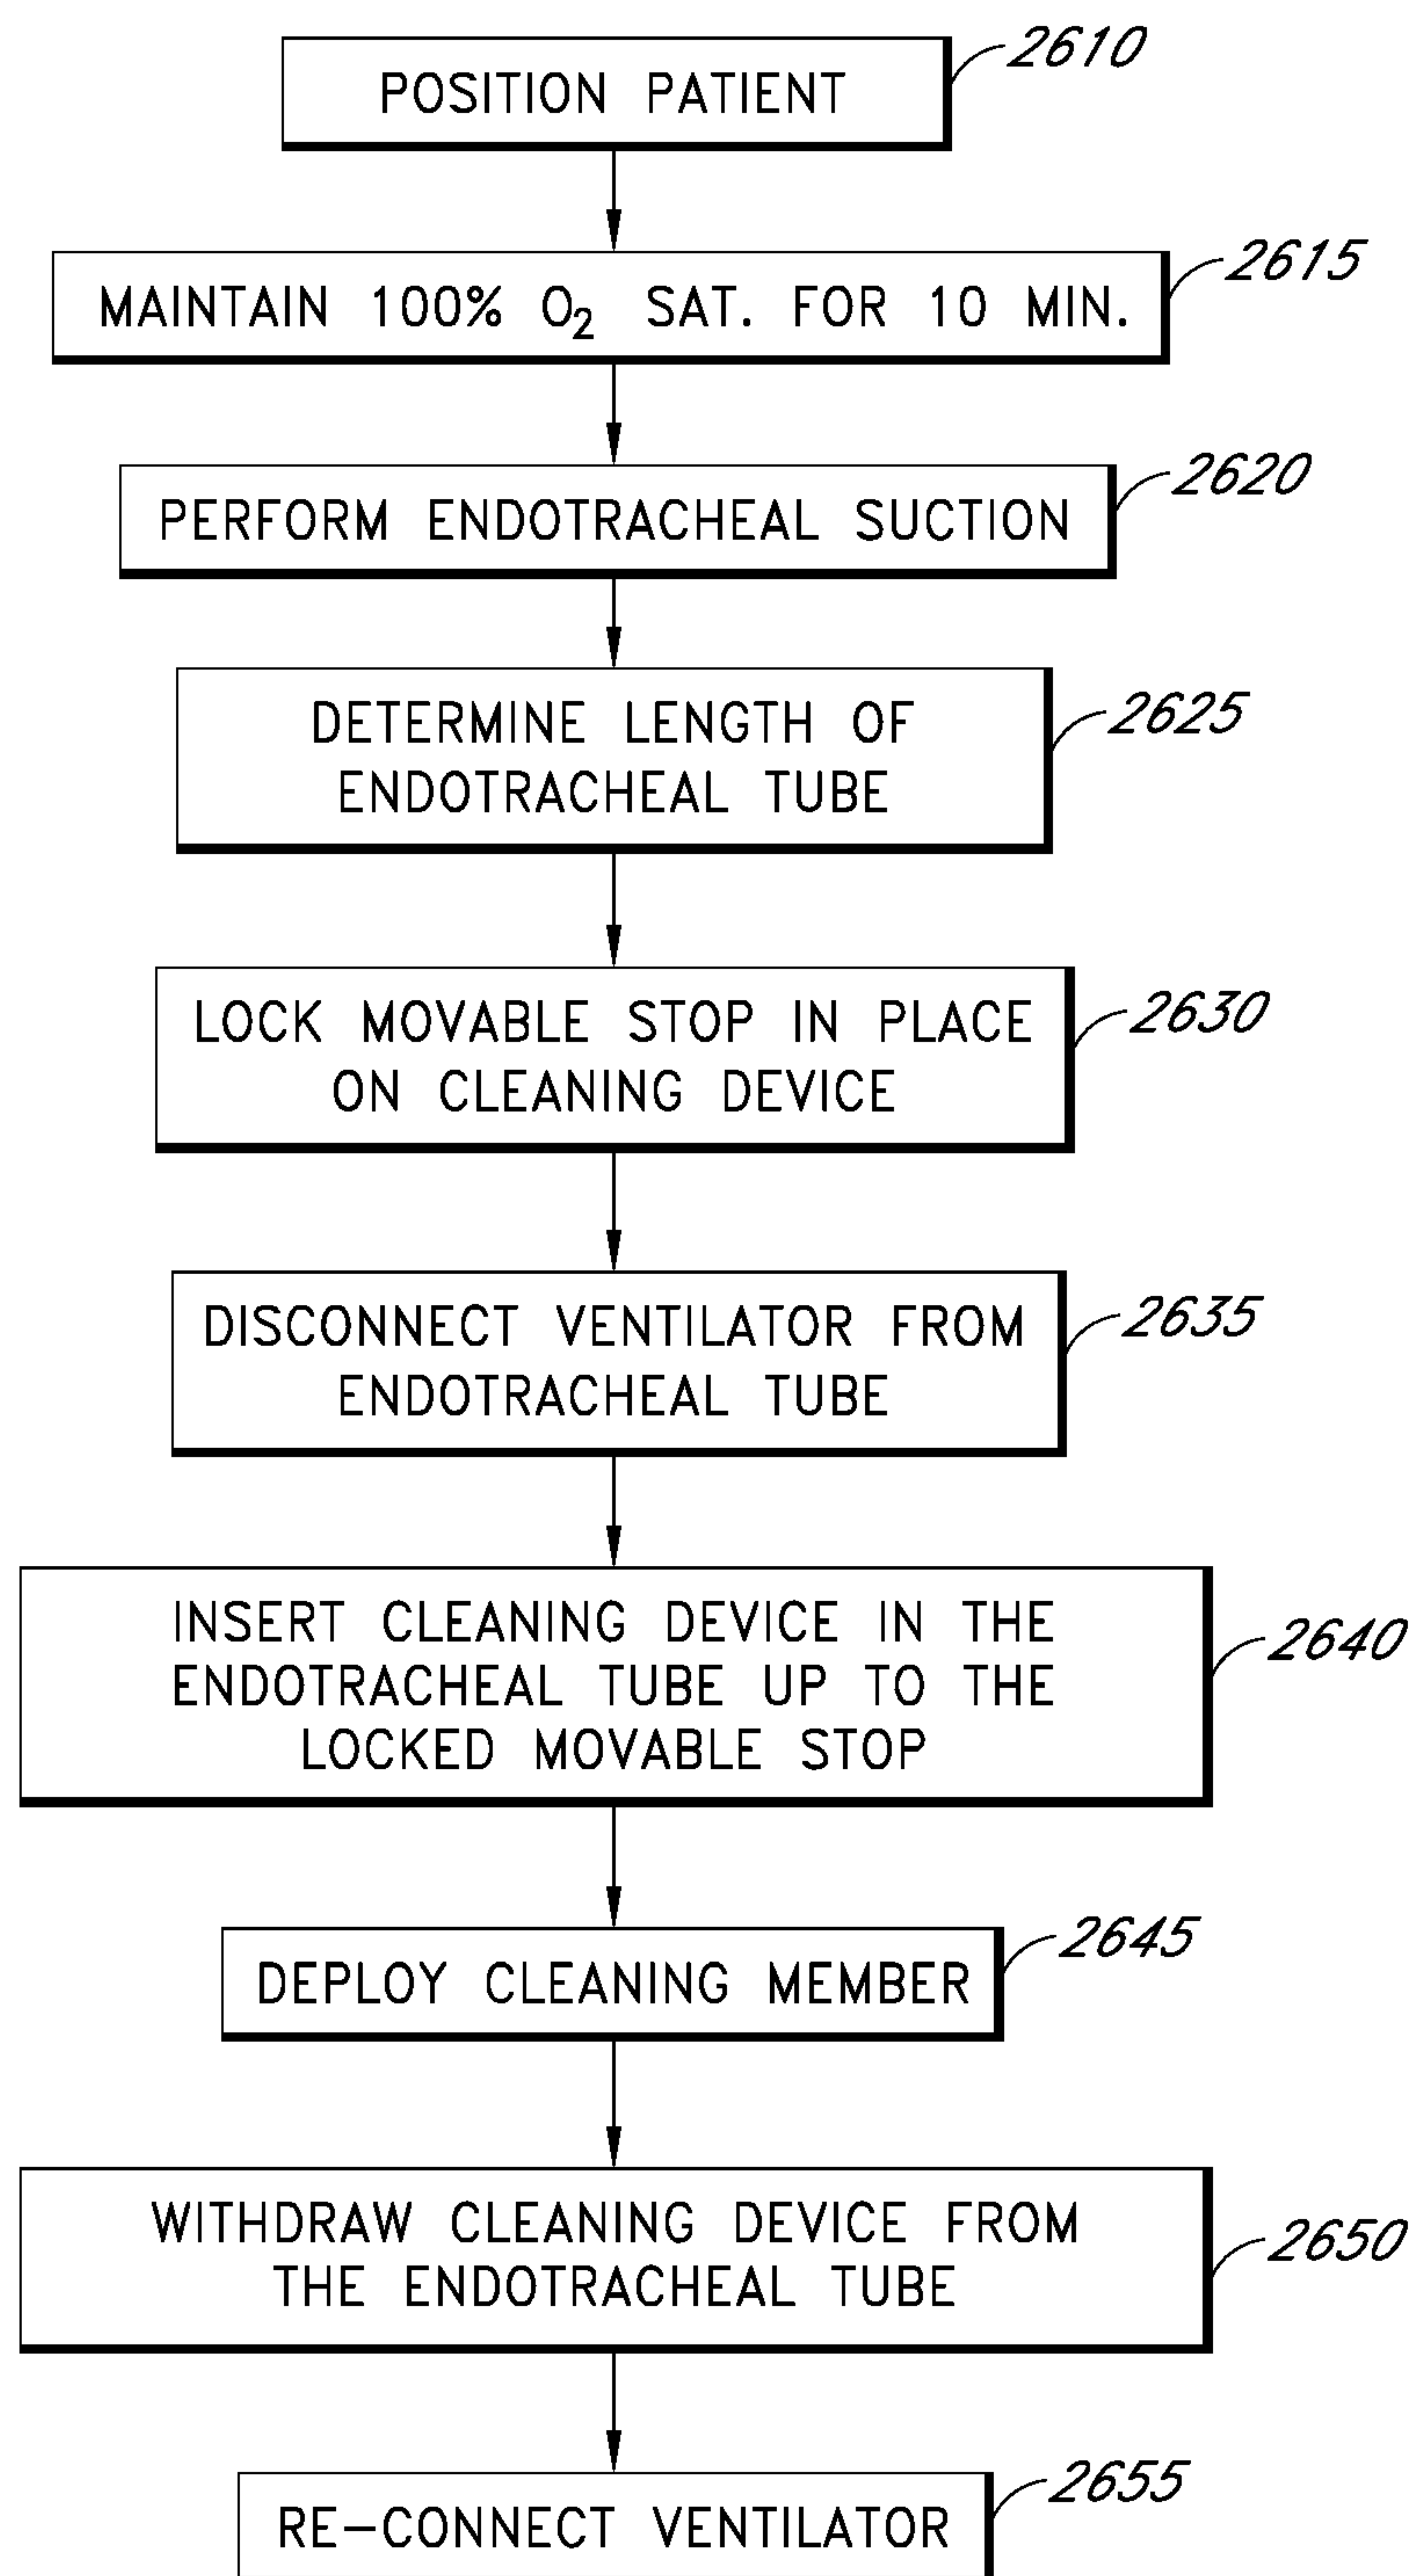 POSITION PATIENT
2610
MAINTAIN 100% O₂ SAT. FOR 10 MIN.
2615
PERFORM ENDOTRACHEAL SUCTION
2620
DETERMINE LENGTH OF
ENDOTRACHEAL TUBE
2625
LOCK MOVABLE STOP IN PLACE
ON CLEANING DEVICE
2630
DISCONNECT VENTILATOR FROM
ENDOTRACHEAL TUBE
2635
INSERT CLEANING DEVICE IN THE
ENDOTRACHEAL TUBE UP TO THE
LOCKED MOVABLE STOP
2640
DEPLOY CLEANING MEMBER
2645
WITHDRAW CLEANING DEVICE FROM
THE ENDOTRACHEAL TUBE
2650
RE-CONNECT VENTILATOR
2655